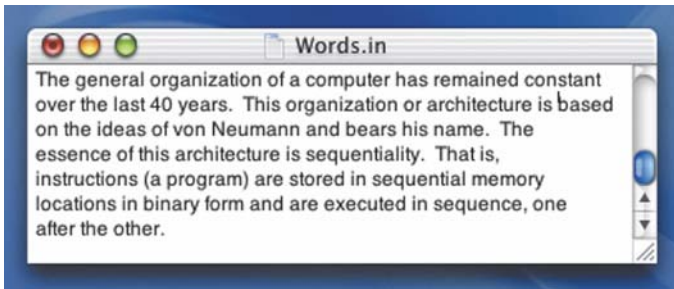 Words.in
The general organization of a computer has remained constant
over the last 40 years.  This organization or architecture is based
on the ideas of von Neumann and bears his name.  The
essence of this architecture is sequentiality.  That is,
instructions (a program) are stored in sequential memory
locations in binary form and are executed in sequence, one
after the other.